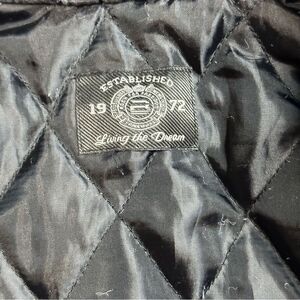 ESTABLISHED
19 72
Living the Dream